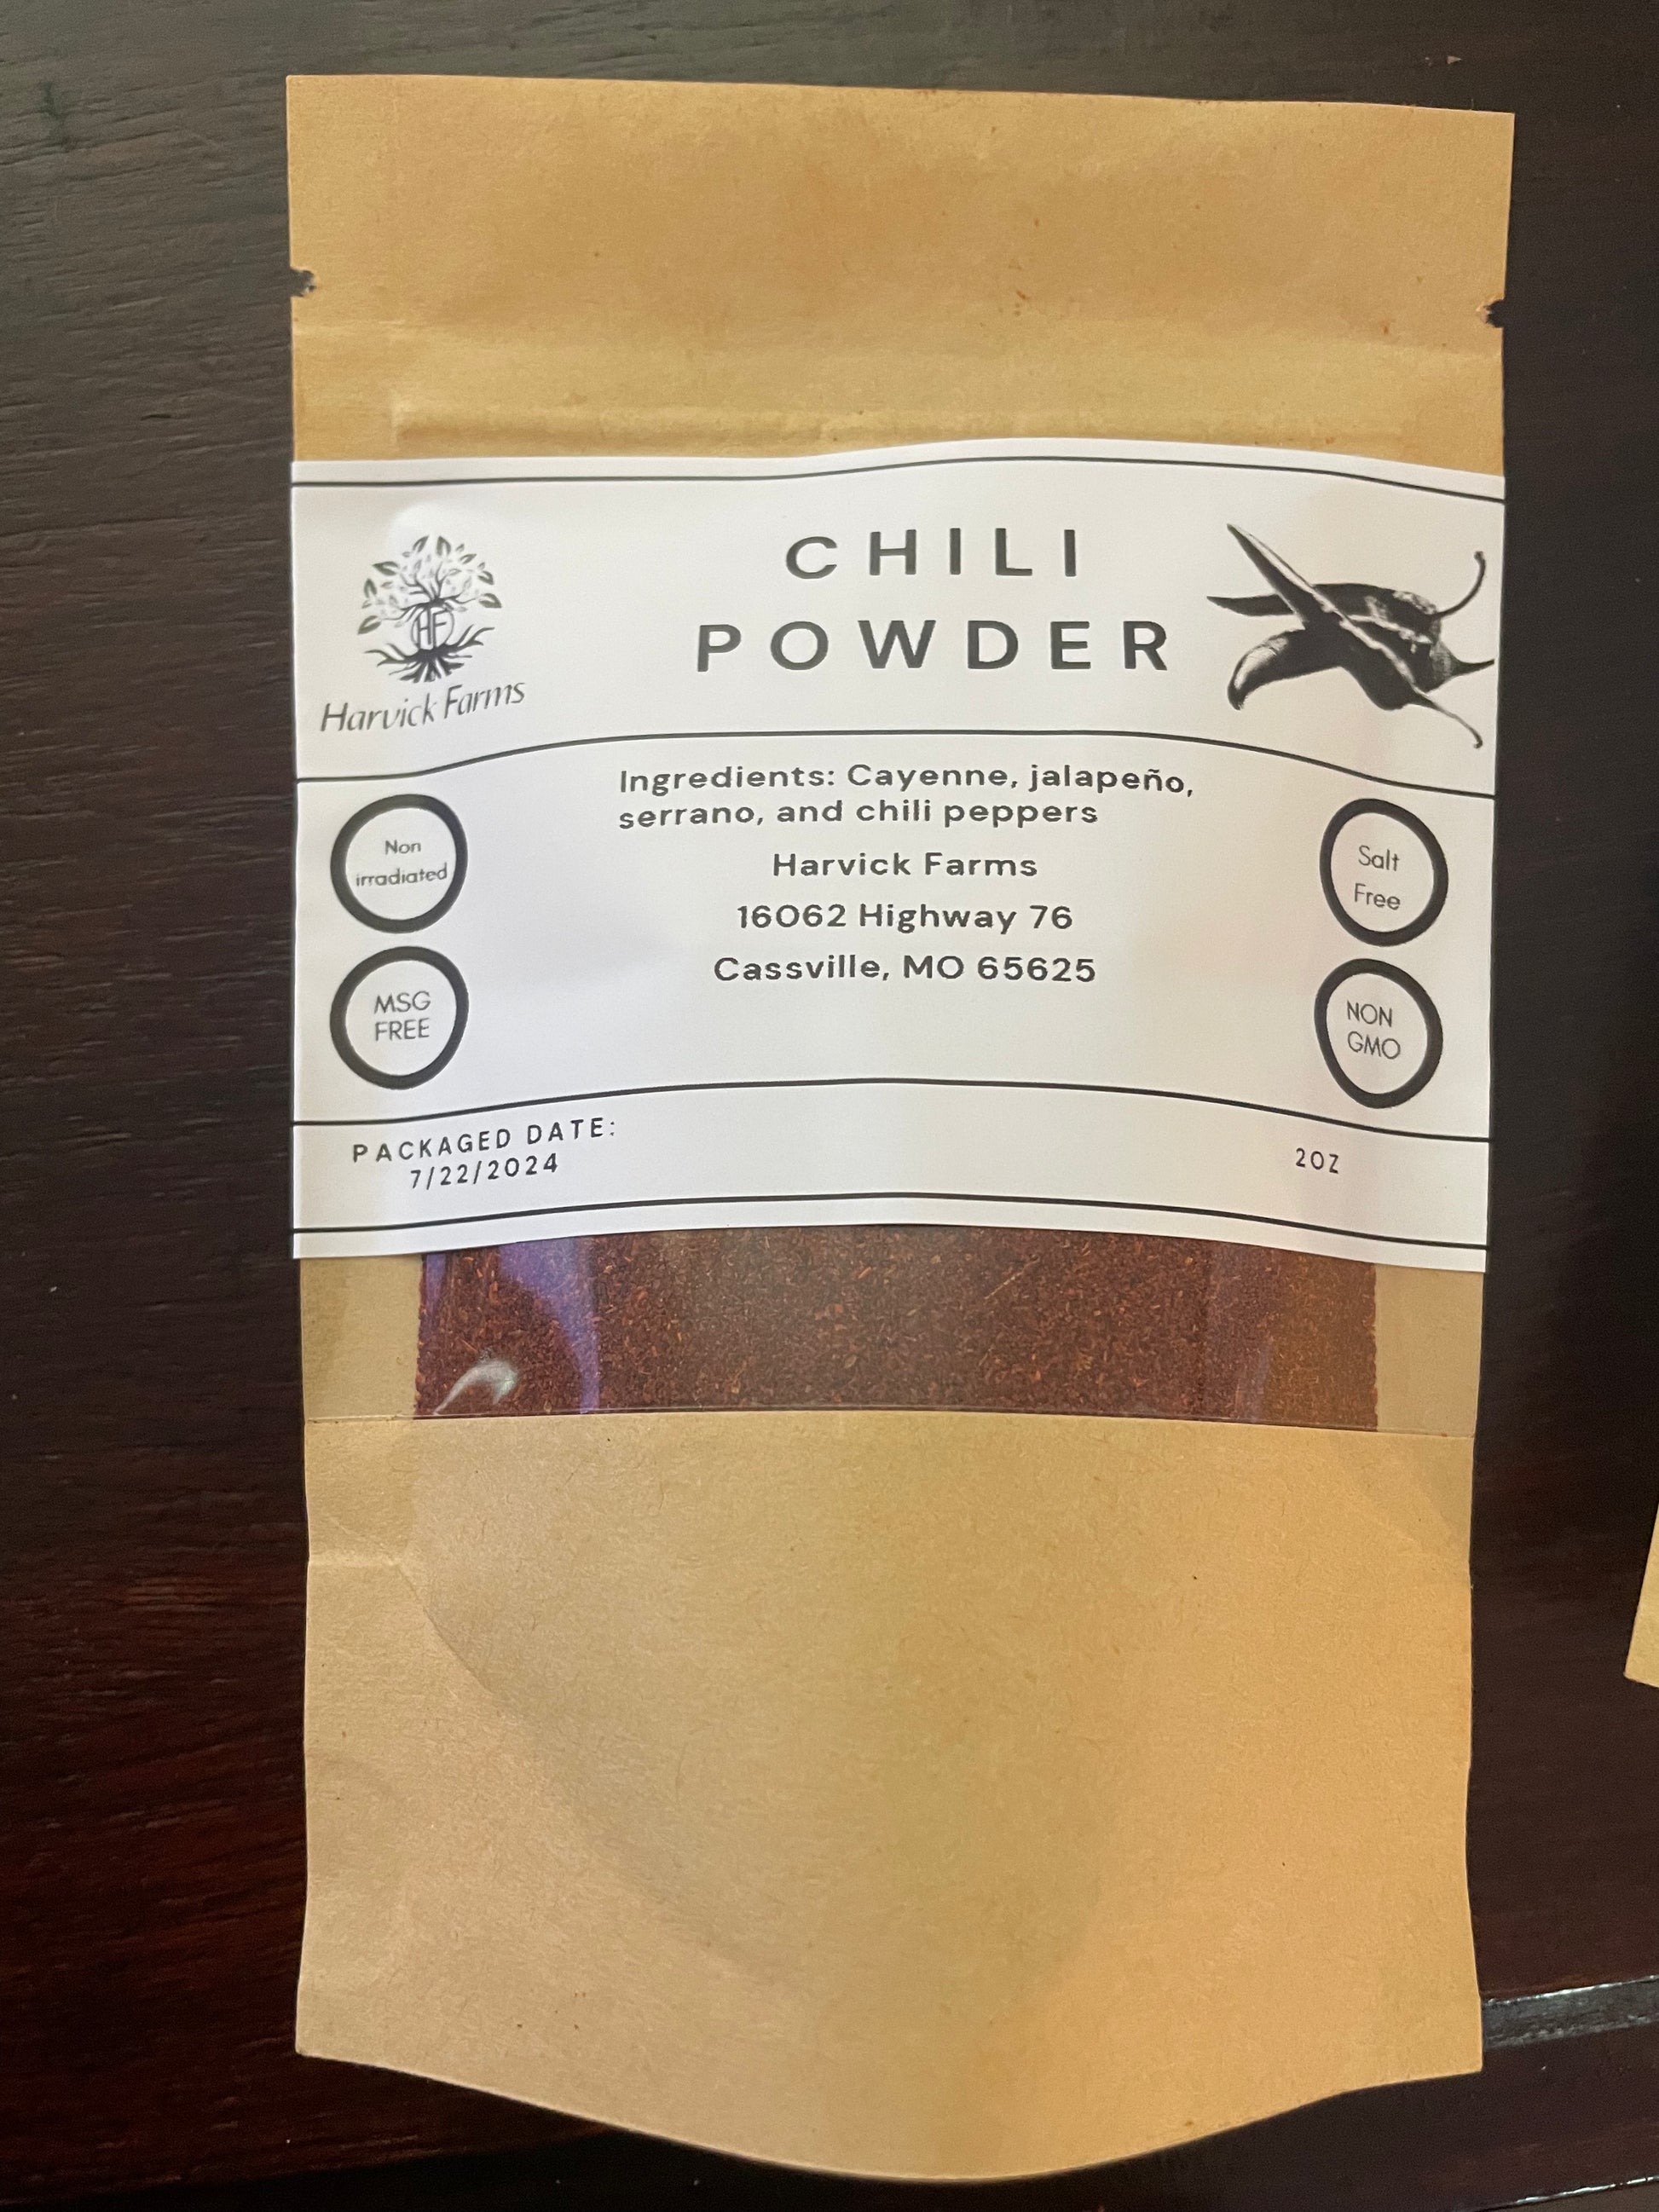 CHILI
POWDER
HF
Harvick Farms
Ingredients: Cayenne, jalapeño,
serrano, and chili peppers
Harvick Farms
16062 Highway 76
Cassville, MO 65625
Non
irradiated
MSG
FREE
Salt
Free
NON
GMO
PACKAGED DATE:
7/22/2024
2OZ